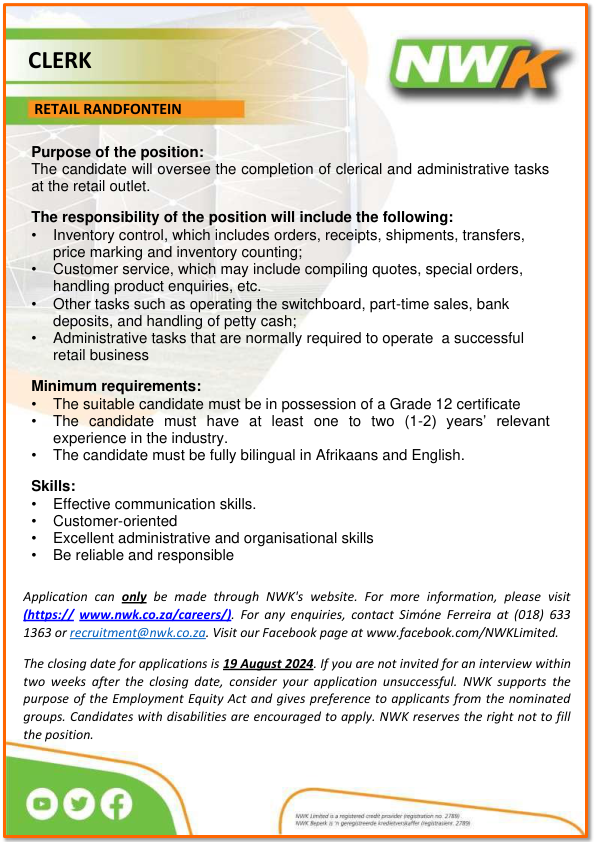 CLERK
NWK
RETAIL RANDFONTEIN
Purpose of the position:
The candidate will oversee the completion of clerical and administrative tasks
at the retail outlet.
The responsibility of the position will include the following:
• Inventory control, which includes orders, receipts, shipments, transfers,
price marking and inventory counting;
• Customer service, which may include compiling quotes, special orders,
handling product enquiries, etc.
• Other tasks such as operating the switchboard, part-time sales, bank
deposits, and handling of petty cash;
• Administrative tasks that are normally required to operate a successful
retail business
Minimum requirements:
• The suitable candidate must be in possession of a Grade 12 certificate
• The candidate must have at least one to two (1-2) years' relevant
experience in the industry.
• The candidate must be fully bilingual in Afrikaans and English.
Skills:
• Effective communication skills.
• Customer-oriented
• Excellent administrative and organisational skills
• Be reliable and responsible
Application can only be made through NWK's website. For more information, please visit
(https:// www.nwk.co.za/careers/). For any enquiries, contact Simóne Ferreira at (018) 633
1363 or recruitment@nwk.co.za. Visit our Facebook page at www.facebook.com/NWKLimited.
The closing date for applications is 19 August 2024. If you are not invited for an interview within
two weeks after the closing date, consider your application unsuccessful. NWK supports the
purpose of the Employment Equity Act and gives preference to applicants from the nominated
groups. Candidates with disabilities are encouraged to apply. NWK reserves the right not to fill
the position.
NWK Limited is a registered credit provider (registration no. 2789)
NWK Beperk is 'n geregistreerde kredietverskaffer (registrasienr. 2789)